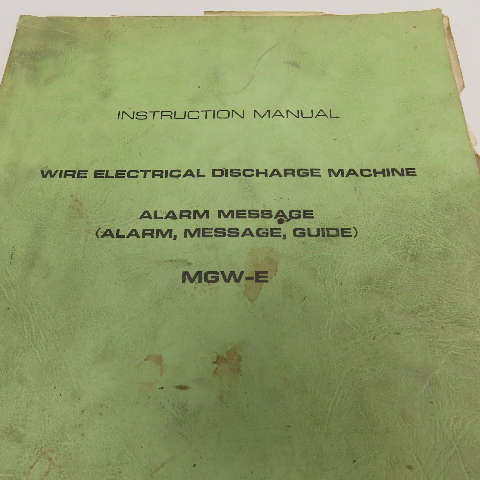 INSTRUCTION MANUAL
WIRE ELECTRICAL DISCHARGE MACHINE
ALARM MESSAGE
(ALARM, MESSAGE, GUIDE)
MGW-E